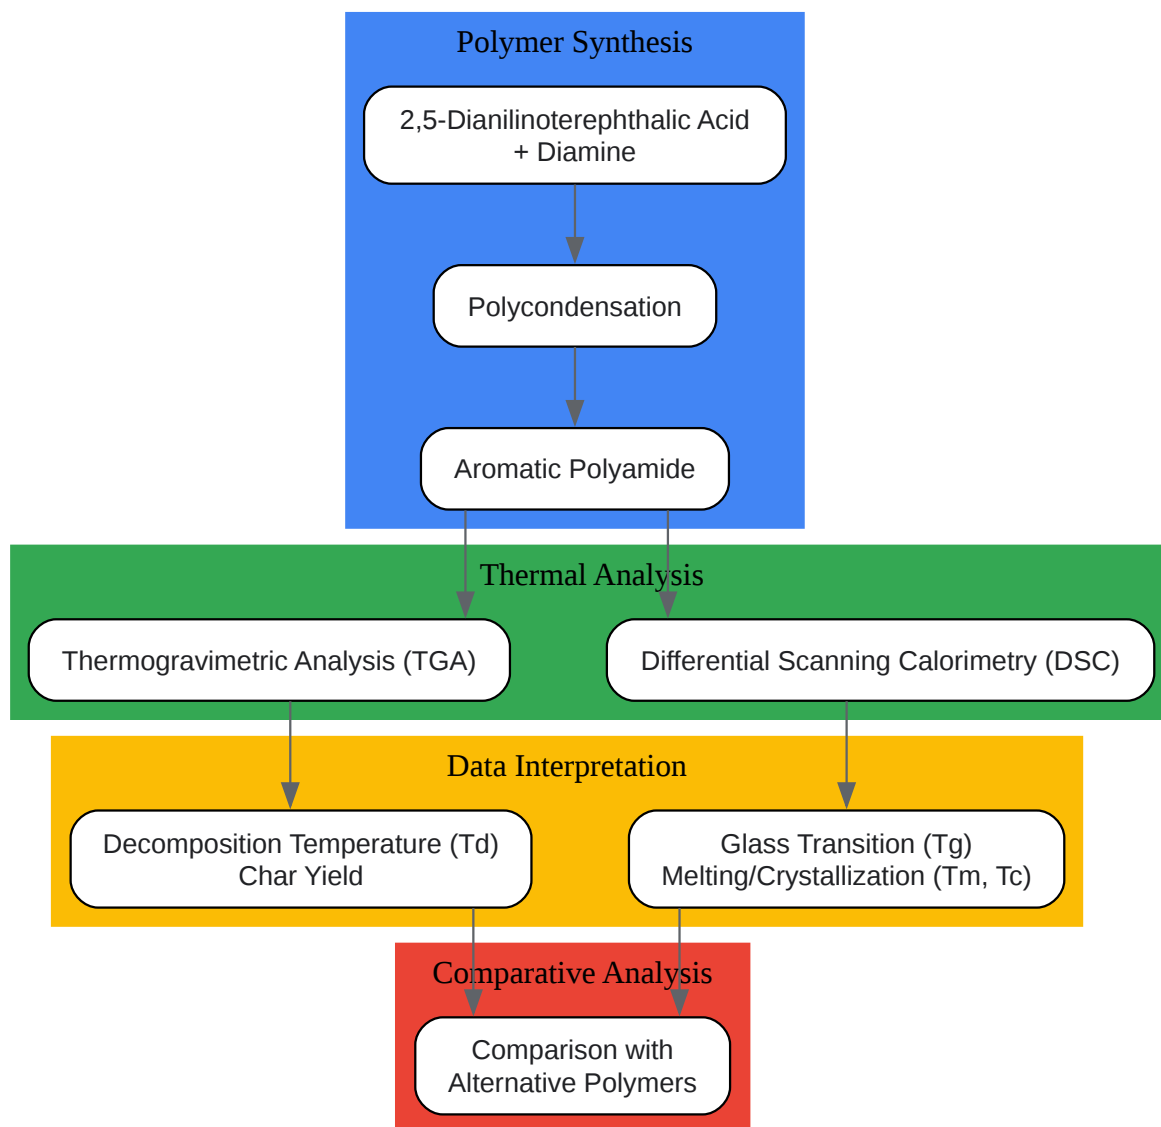 Polymer Synthesis
2,5-Dianilinoterephthalic Acid
+ Diamine
Polycondensation
Aromatic Polyamide
Thermal Analysis
Thermogravimetric Analysis (TGA)
Differential Scanning Calorimetry (DSC)
Data Interpretation
Decomposition Temperature (Td)
Char Yield
Glass Transition (Tg)
Melting/Crystallization (Tm, Tc)
Comparative Analysis
Comparison with
Alternative Polymers